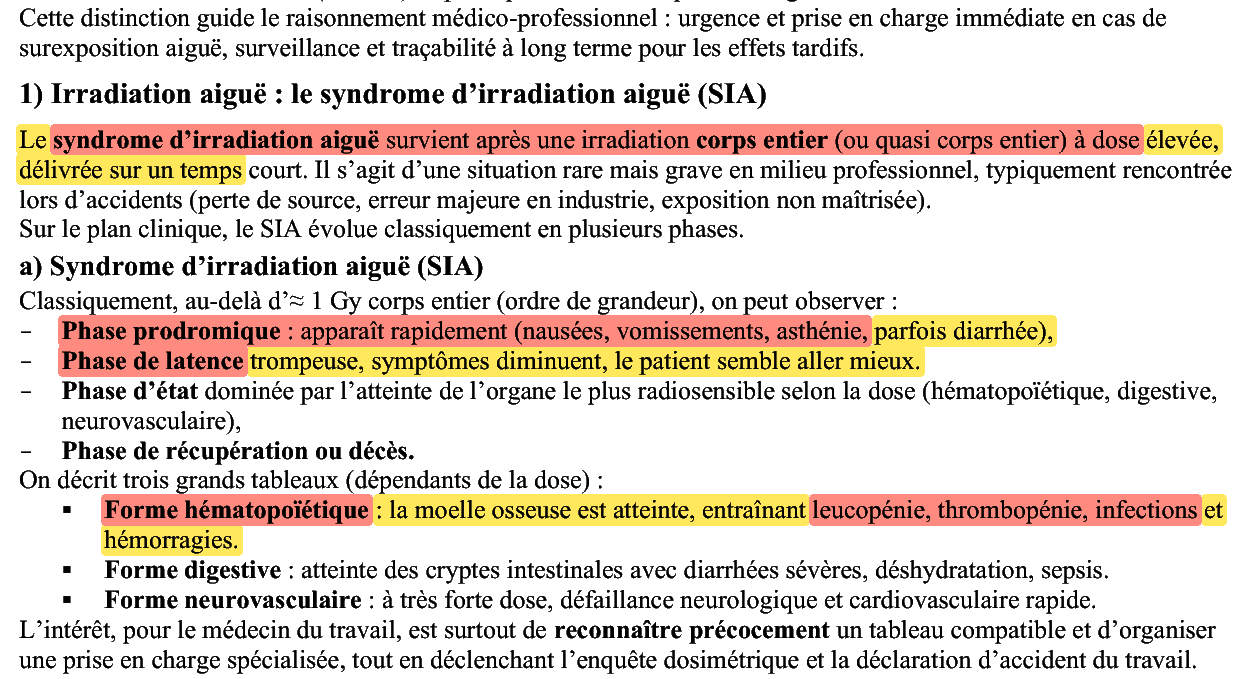 Cette distinction guide le raisonnement médico-professionnel : urgence et prise en charge immédiate en cas de
surexposition aiguë, surveillance et traçabilité à long terme pour les effets tardifs.
1) Irradiation aiguë : le syndrome d’irradiation aiguë (SIA)
Le syndrome d’irradiation aiguë survient après une irradiation corps entier (ou quasi corps entier) à dose élevée,
délivrée sur un temps court. Il s’agit d’une situation rare mais grave en milieu professionnel, typiquement rencontrée
lors d’accidents (perte de source, erreur majeure en industrie, exposition non maîtrisée).
Sur le plan clinique, le SIA évolue classiquement en plusieurs phases.
a) Syndrome d’irradiation aiguë (SIA)
Classiquement, au-delà d’≈ 1 Gy corps entier (ordre de grandeur), on peut observer :
− Phase prodromique : apparaît rapidement (nausées, vomissements, asthénie, parfois diarrhée),
− Phase de latence trompeuse, symptômes diminuent, le patient semble aller mieux.
− Phase d’état dominée par l’atteinte de l’organe le plus radiosensible selon la dose (hématopoïétique, digestive,
neurovasculaire),
− Phase de récupération ou décès.
On décrit trois grands tableaux (dépendants de la dose) :
▪ Forme hématopoïétique : la moelle osseuse est atteinte, entraînant leucopénie, thrombopénie, infections et
hémorragies.
▪ Forme digestive : atteinte des cryptes intestinales avec diarrhées sévères, déshydratation, sepsis.
▪ Forme neurovasculaire : à très forte dose, défaillance neurologique et cardiovasculaire rapide.
L’intérêt, pour le médecin du travail, est surtout de reconnaître précocement un tableau compatible et d’organiser
une prise en charge spécialisée, tout en déclenchant l’enquête dosimétrique et la déclaration d’accident du travail.